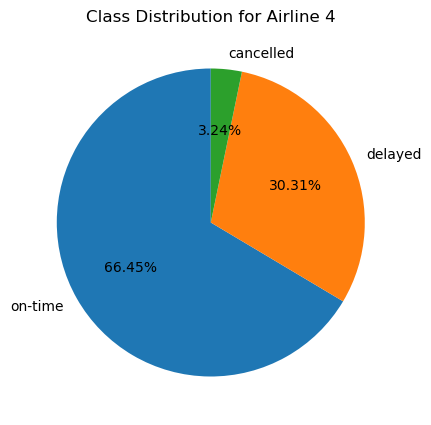 Class Distribution for Airline 4
cancelled
3.24%
delayed
30.31%
66.45%
on-time